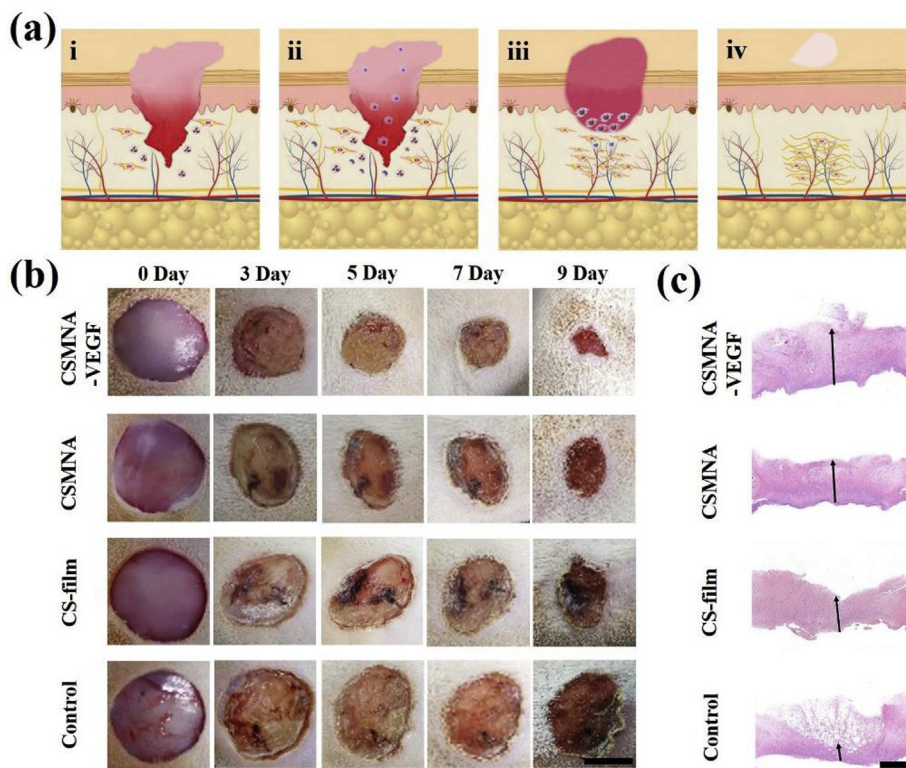 (a)
i
ii
iii
iv
(b)
0 Day
3 Day
5 Day
7 Day
9 Day
(c)
CSMNA
-VEGF
CSMNA
-VEGF
CSMNA
CSMNA
CS-film
CS-film
Control
Control